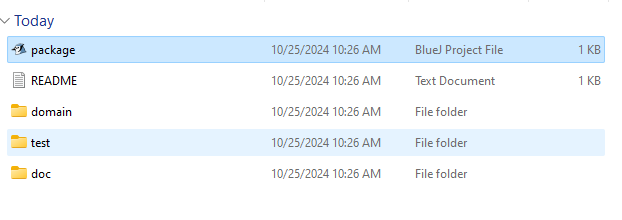 Today
package 10/25/2024 10:26 AM BlueJ Project File 1 KB
README 10/25/2024 10:26 AM Text Document 1 KB
domain 10/25/2024 10:26 AM File folder
test 10/25/2024 10:26 AM File folder
doc 10/25/2024 10:26 AM File folder